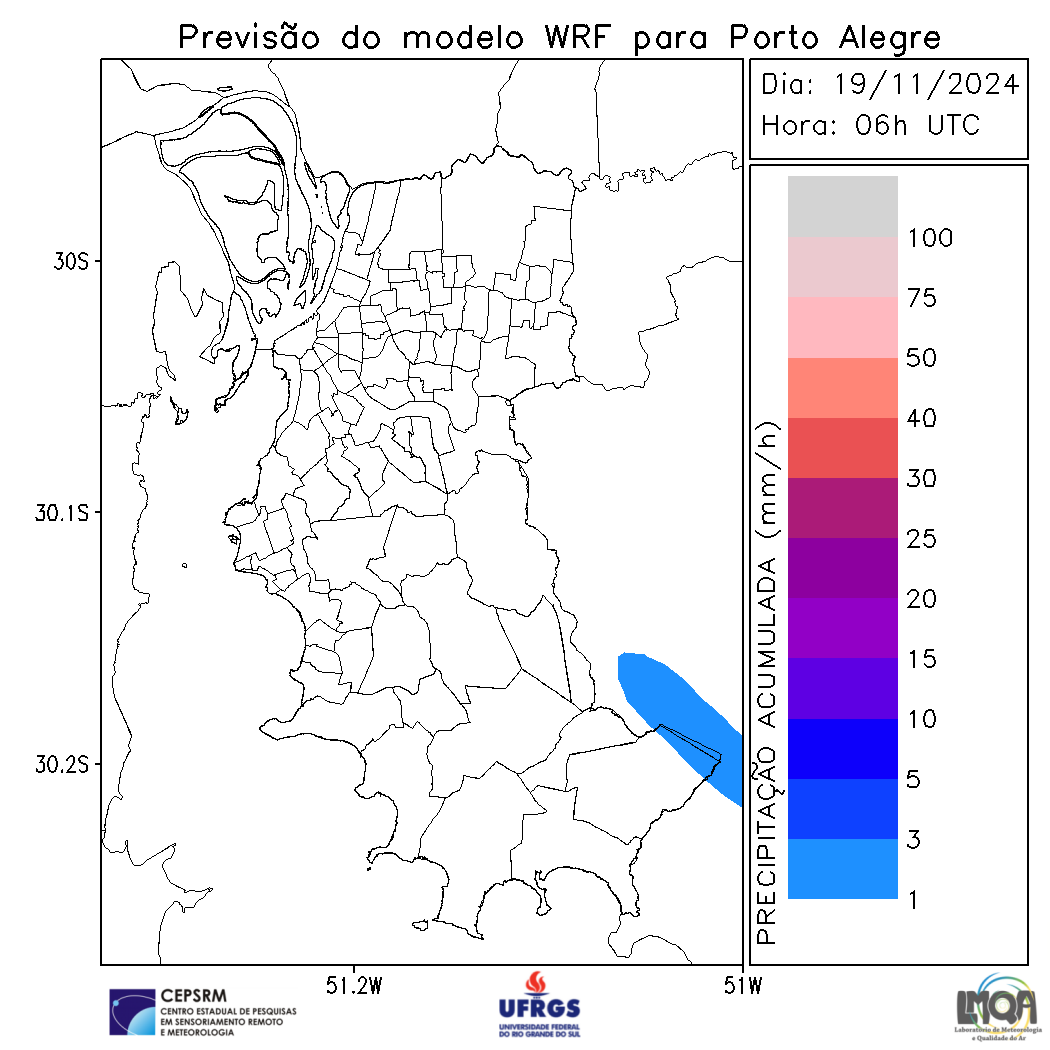 Previsão do modelo WRF para Porto Alegre
Dia: 19/11/2024
Hora: 06h UTC
30S
30.1S
30.2S
51.2W
51W
PRECIPITAÇÃO ACUMULADA (mm/h)
100
75
50
40
30
25
20
15
10
5
3
1
CEPSRM
CENTRO ESTADUAL DE PESQUISAS
EM SENSORIAMENTO REMOTO
E METEOROLOGIA
UFRGS
UNIVERSIDADE FEDERAL
DO RIO GRANDE DO SUL
LMQA
Laboratório de Meteorologia
e Qualidade do Ar